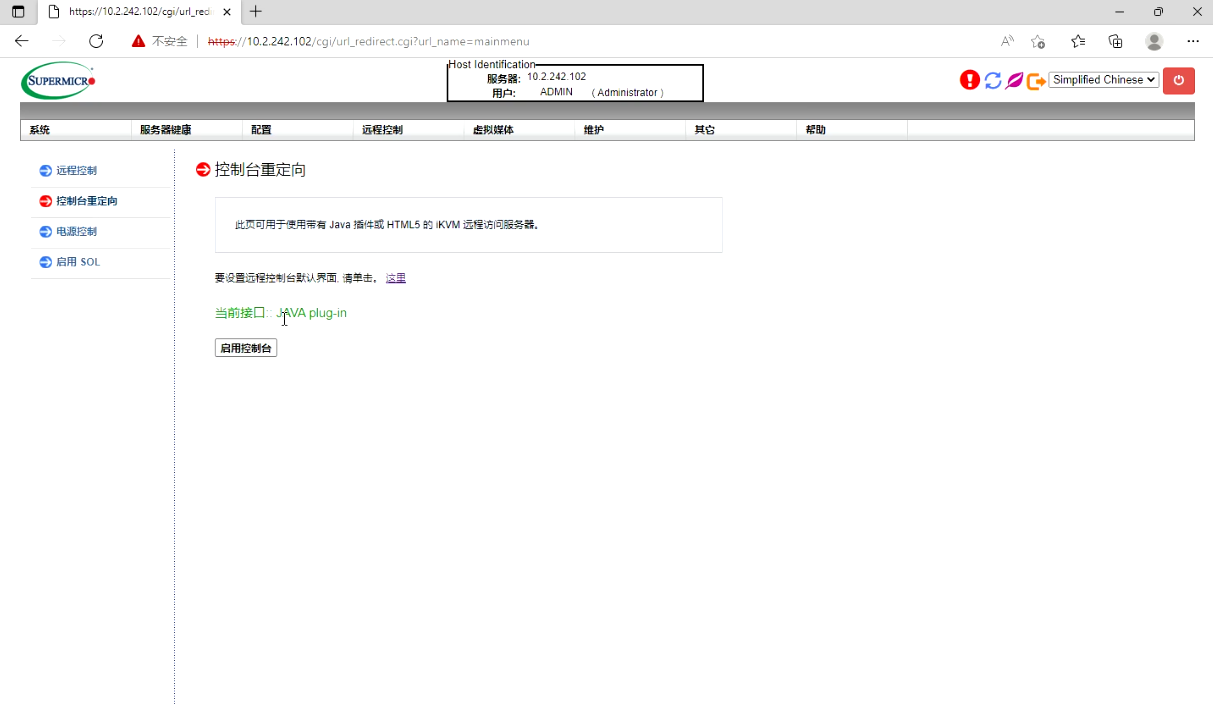 https://10.2.242.102/cgi/url_redi
不安全 https://10.2.242.102/cgi/url_redirect.cgi?url_name=mainmenu
SUPERMICRO
Host Identification
服务器: 10.2.242.102
用户: ADMIN (Administrator)
Simplified Chinese
系统 服务器健康 配置 远程控制 虚拟媒体 维护 其它 帮助
远程控制
控制台重定向
电源控制
启用 SOL
控制台重定向
此页可用于使用带有 Java 插件或 HTML5 的 iKVM 远程访问服务器。
要设置远程控制台默认界面, 请单击。 这里
当前接口:: JAVA plug-in
启用控制台